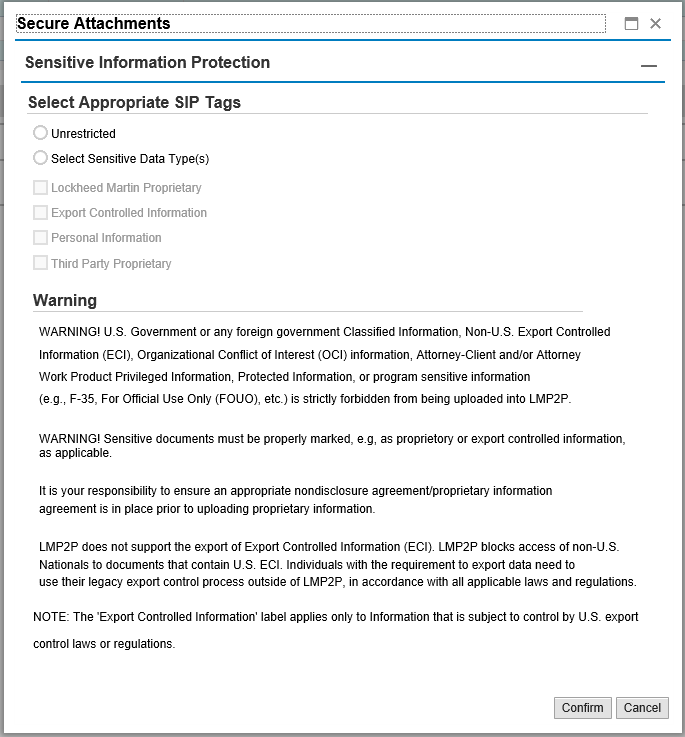 Secure Attachments
Sensitive Information Protection
Select Appropriate SIP Tags
Unrestricted
Select Sensitive Data Type(s)
Lockheed Martin Proprietary
Export Controlled Information
Personal Information
Third Party Proprietary
Warning
WARNING! U.S. Government or any foreign government Classified Information, Non-U.S. Export Controlled
Information (ECI), Organizational Conflict of Interest (OCI) information, Attorney-Client and/or Attorney
Work Product Privileged Information, Protected Information, or program sensitive information
(e.g., F-35, For Official Use Only (FOUO), etc.) is strictly forbidden from being uploaded into LMP2P.
WARNING! Sensitive documents must be properly marked, e.g, as proprietory or export controlled information,
as applicable.
It is your responsibility to ensure an appropriate nondisclosure agreement/proprietary information
agreement is in place prior to uploading proprietary information.
LMP2P does not support the export of Export Controlled Information (ECI). LMP2P blocks access of non-U.S.
Nationals to documents that contain U.S. ECI. Individuals with the requirement to export data need to
use their legacy export control process outside of LMP2P, in accordance with all applicable laws and regulations.
NOTE: The 'Export Controlled Information' label applies only to Information that is subject to control by U.S. export
control laws or regulations.
Confirm Cancel